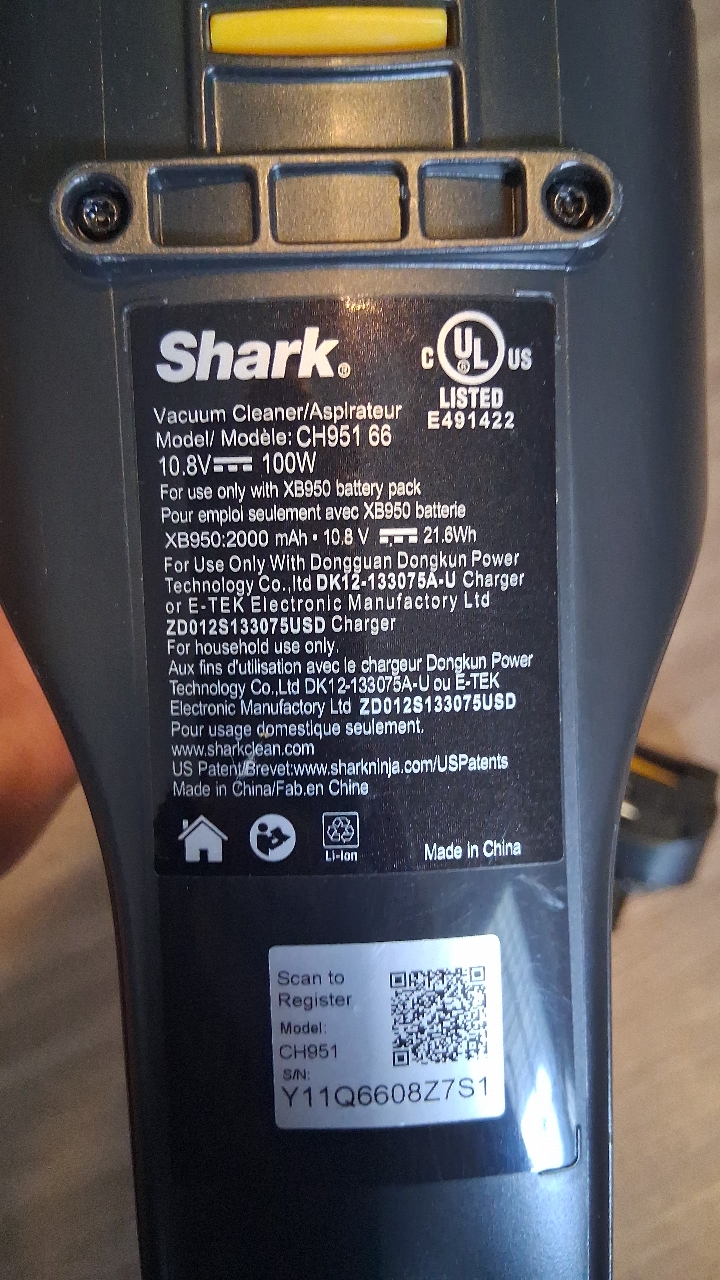 Shark®
C UL® US
LISTED
E491422
Vacuum Cleaner/Aspirateur
Model/ Modèle: CH951 66
10.8V 100W
For use only with XB950 battery pack
Pour emploi seulement avec XB950 batterie
XB950:2000 mAh • 10.8 V 21.6Wh
For Use Only With Dongguan Dongkun Power
Technology Co.,ltd DK12-133075A-U Charger
or E-TEK Electronic Manufactory Ltd
ZD012S133075USD Charger
For household use only.
Aux fins d'utilisation avec le chargeur Dongkun Power
Technology Co.,Ltd DK12-133075A-U ou E-TEK
Electronic Manufactory Ltd ZD012S133075USD
Pour usage domestique seulement.
www.sharkclean.com
US Patent/Brevet:www.sharkninja.com/USPatents
Made in China/Fab.en Chine
Li-Ion
Made in China
Scan to
Register
Model:
CH951
S/N:
Y11Q6608Z7S1